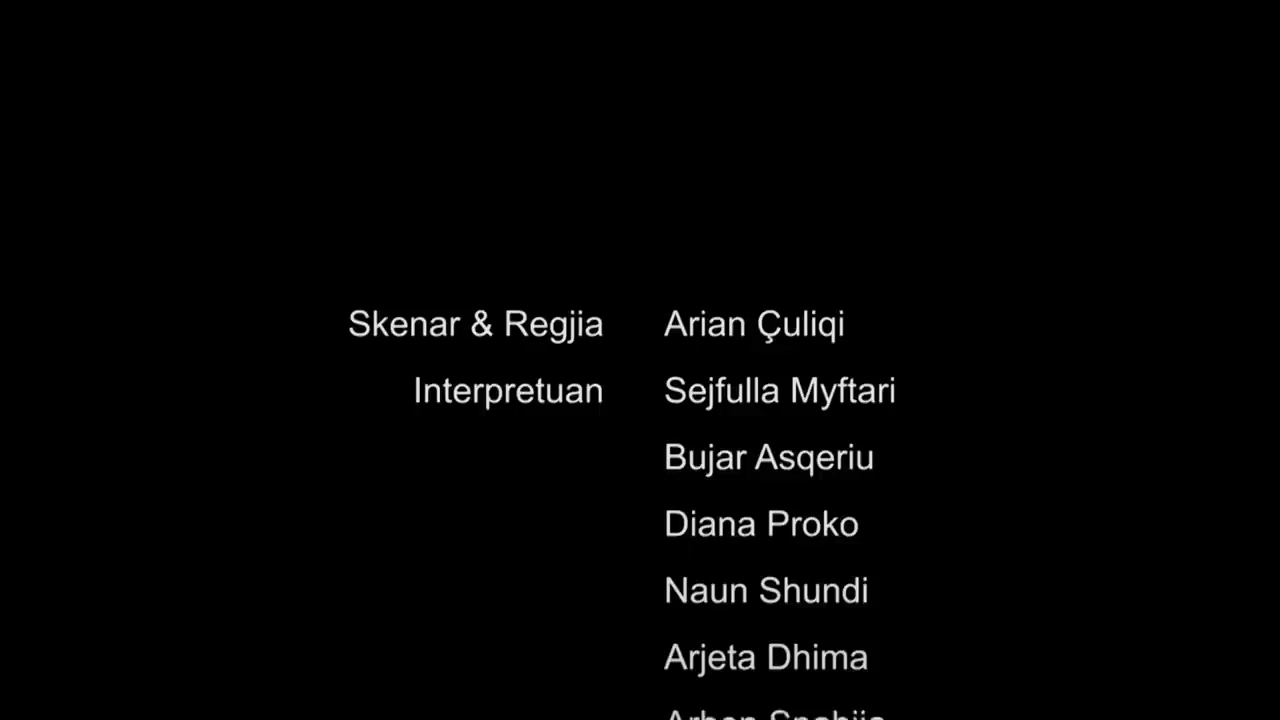 Skenar & Regjia Arian Çuliqi
Interpretuan Sejfulla Myftari
Bujar Asqeriu
Diana Proko
Naun Shundi
Arjeta Dhima